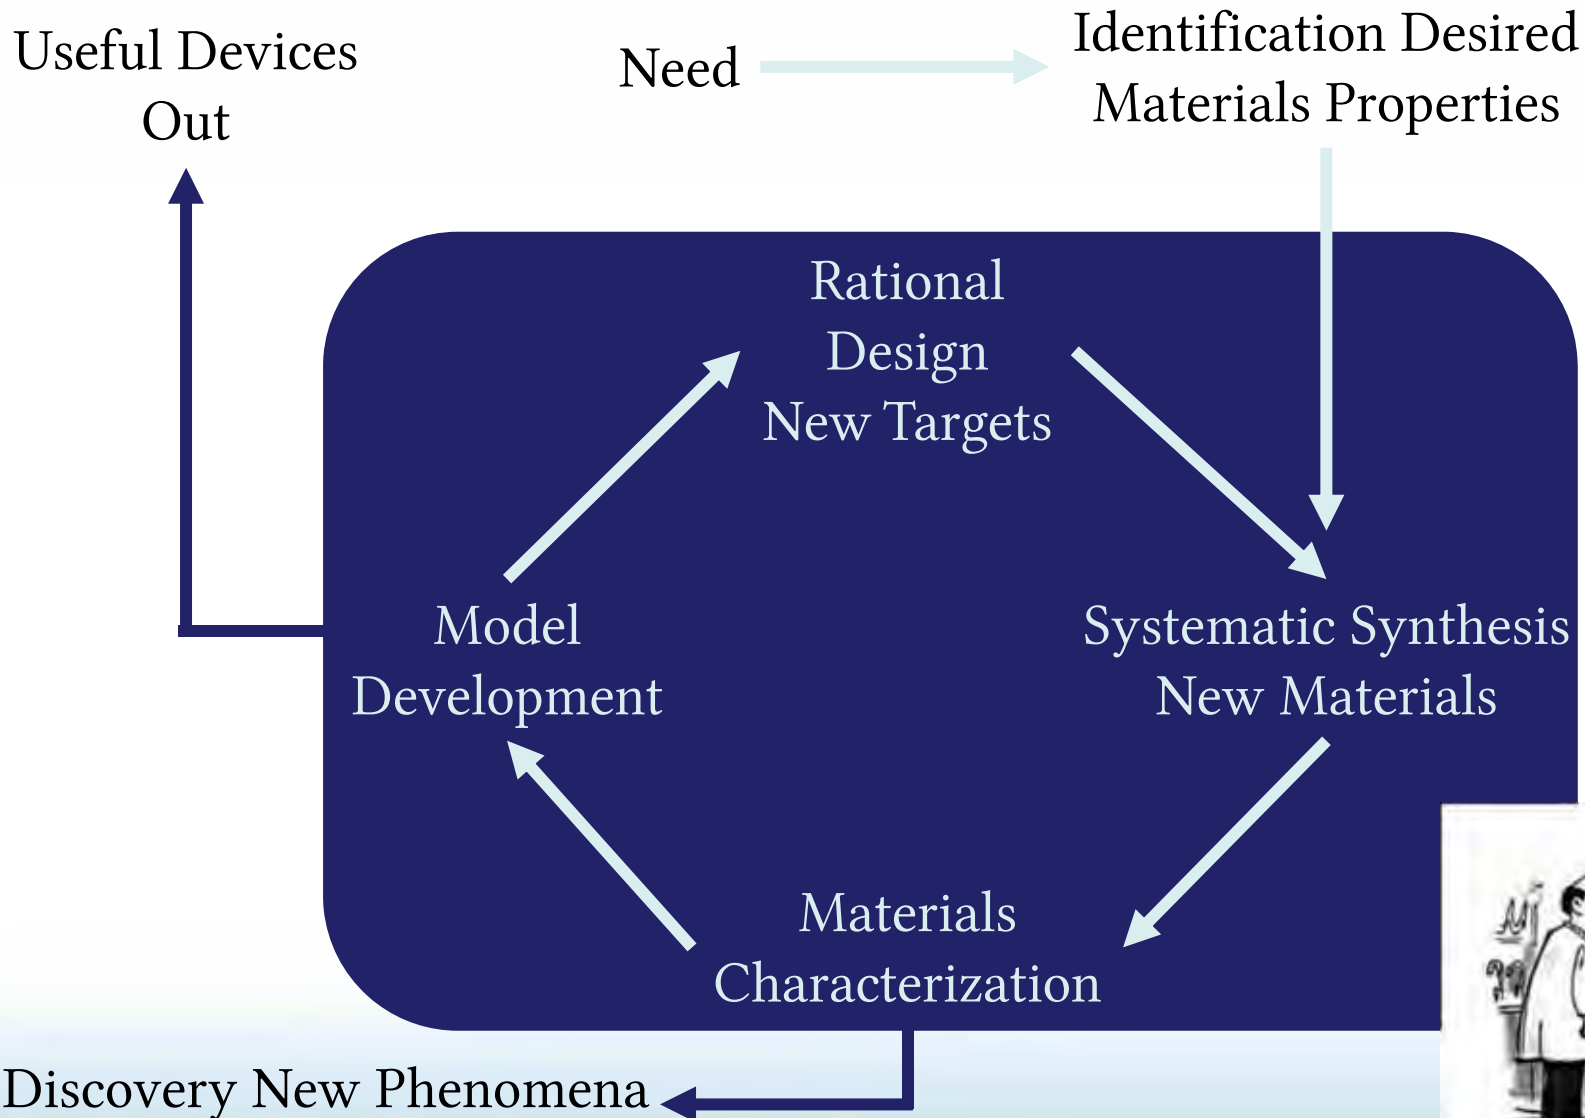 Useful Devices
Out
Need
Identification Desired
Materials Properties
Rational
Design
New Targets
Model
Development
Systematic Synthesis
New Materials
Materials
Characterization
Discovery New Phenomena